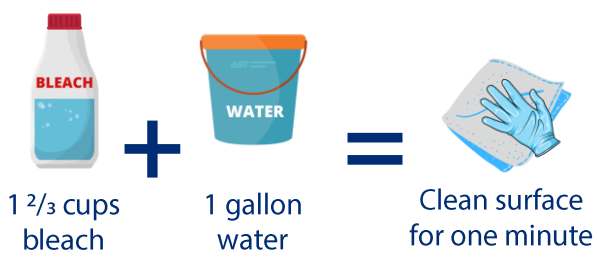 BLEACH
1 2/3 cups
bleach
+
WATER
1 gallon
water
=
Clean surface
for one minute